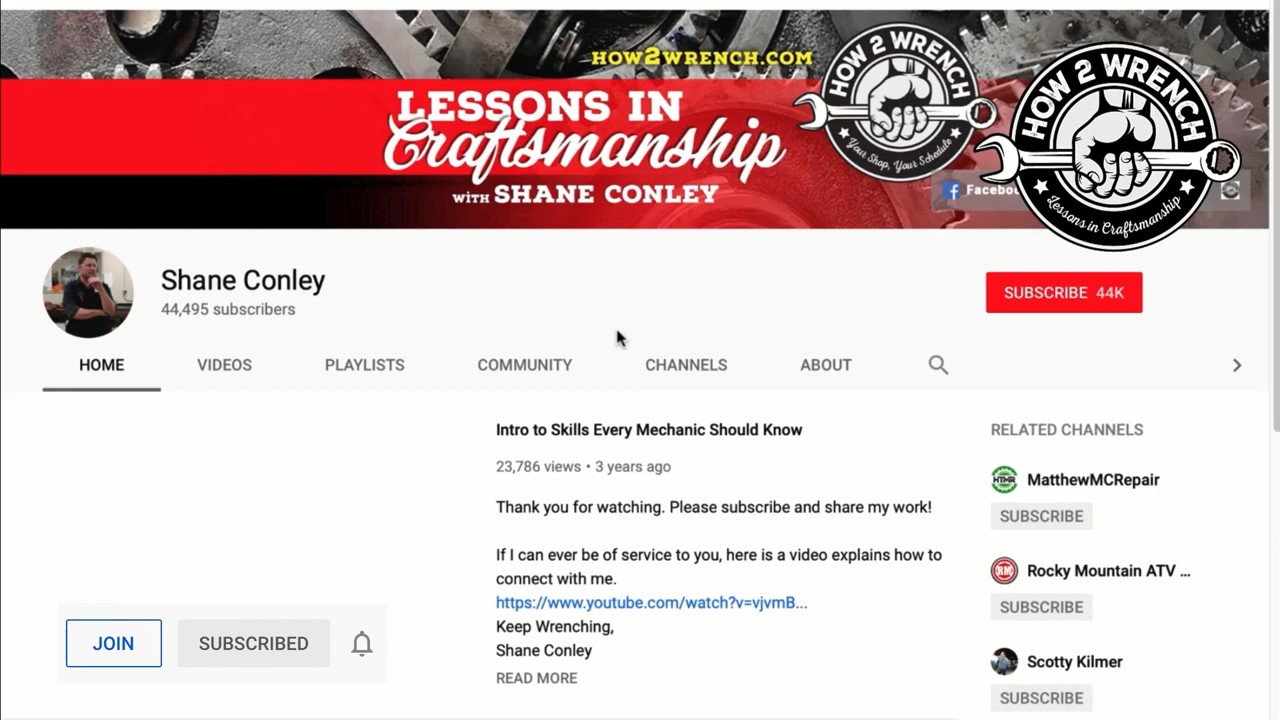 HOW2WRENCH.COM
LESSONS IN
Craftsmanship
WITH SHANE CONLEY
HOW 2 WRENCH
Your Shop, Your Schedule
HOW 2 WRENCH
Lessons in Craftsmanship
Faceboo
Shane Conley
44,495 subscribers
SUBSCRIBE 44K
HOME VIDEOS PLAYLISTS COMMUNITY CHANNELS ABOUT
Intro to Skills Every Mechanic Should Know
23,786 views • 3 years ago
Thank you for watching. Please subscribe and share my work!
If I can ever be of service to you, here is a video explains how to
connect with me.
https://www.youtube.com/watch?v=vjvmB...
Keep Wrenching,
Shane Conley
READ MORE
JOIN SUBSCRIBED
RELATED CHANNELS
HTMR
MatthewMCRepair
SUBSCRIBE
RM
Rocky Mountain ATV ...
SUBSCRIBE
Scotty Kilmer
SUBSCRIBE